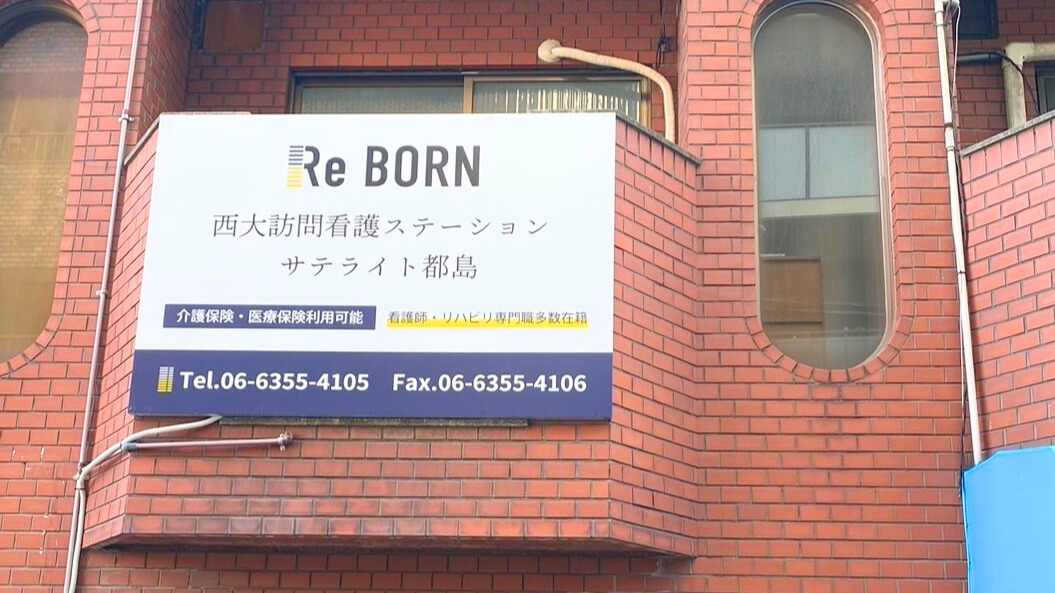 Re BORN
西大訪問看護ステーション
サテライト都島
介護保険・医療保険利用可能 看護師・リハビリ専門職多数在籍
Tel.06-6355-4105 Fax.06-6355-4106